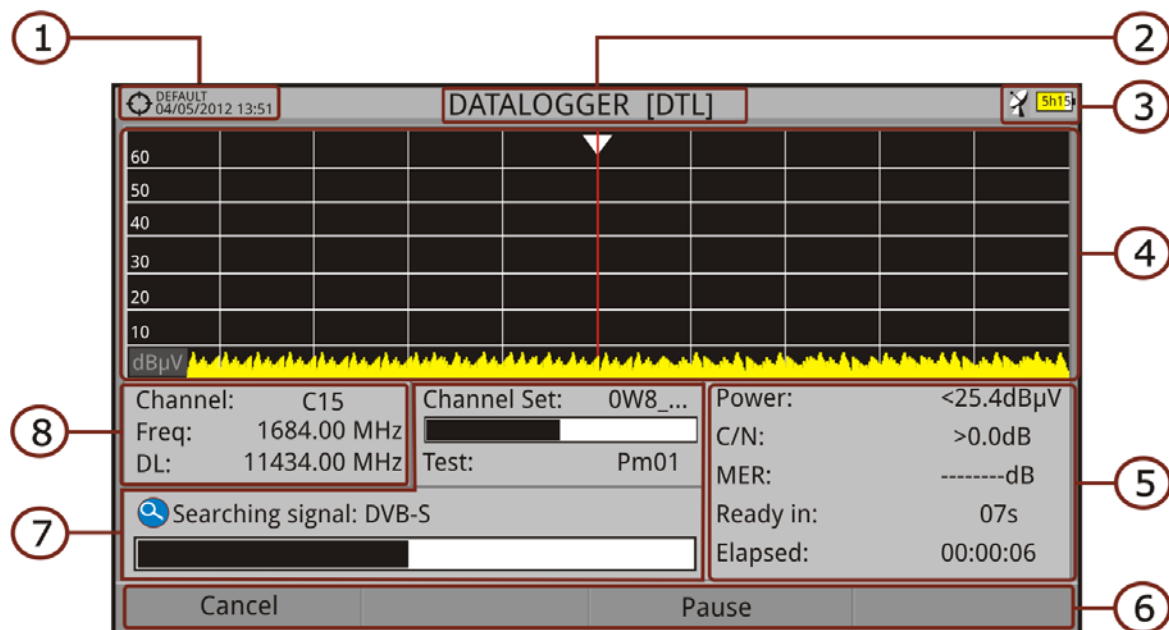 1
2
3
DEFAULT
04/05/2012 13:51
DATALOGGER [DTL]
5h15
60
50
40
30
20
10
dBµV
4
Channel: C15
Freq: 1684.00 MHz
DL: 11434.00 MHz
8
Channel Set: 0W8_...
Test: Pm01
Power: <25.4dBµV
C/N: >0.0dB
MER: --------dB
Ready in: 07s
Elapsed: 00:00:06
5
7
Searching signal: DVB-S
Cancel
Pause
6